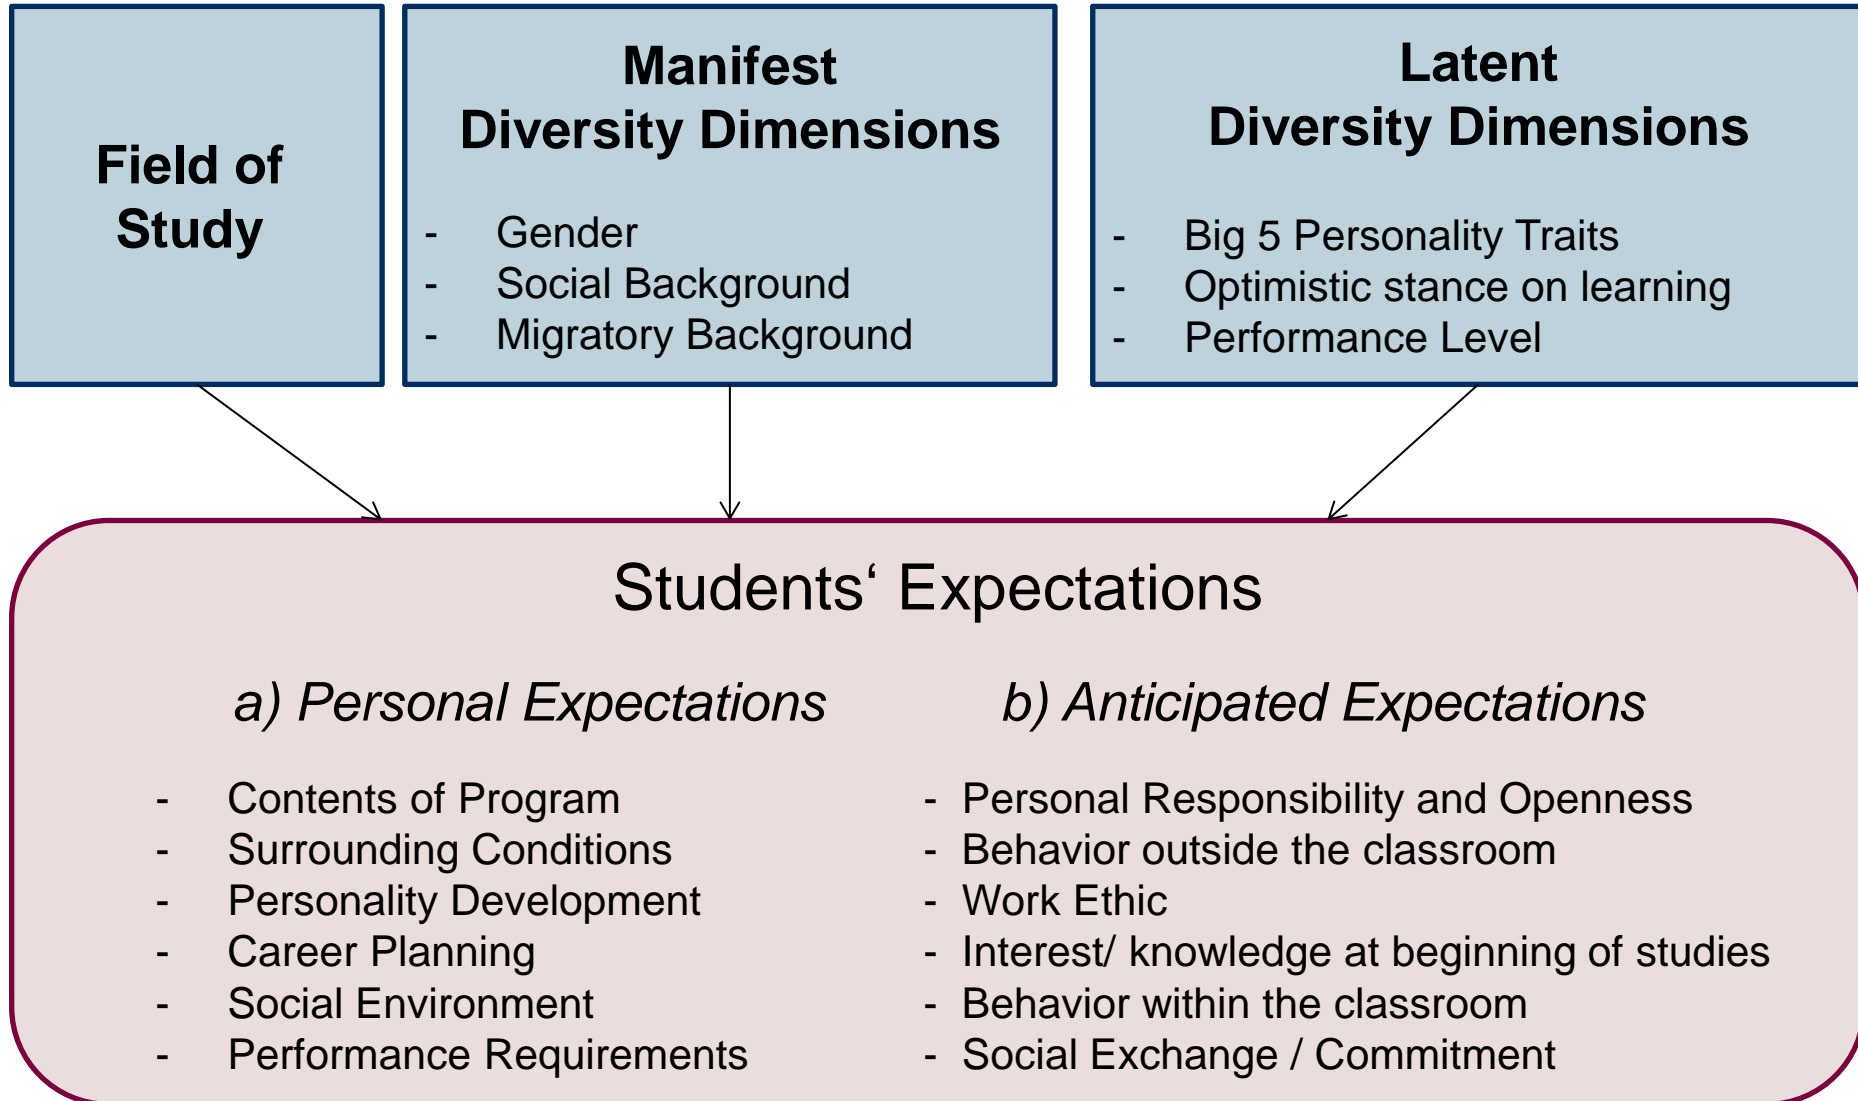 Field of
Study
Manifest
Diversity Dimensions
- Gender
- Social Background
- Migratory Background
Latent
Diversity Dimensions
- Big 5 Personality Traits
- Optimistic stance on learning
- Performance Level
Students‘ Expectations
a) Personal Expectations
- Contents of Program
- Surrounding Conditions
- Personality Development
- Career Planning
- Social Environment
- Performance Requirements
b) Anticipated Expectations
- Personal Responsibility and Openness
- Behavior outside the classroom
- Work Ethic
- Interest/ knowledge at beginning of studies
- Behavior within the classroom
- Social Exchange / Commitment